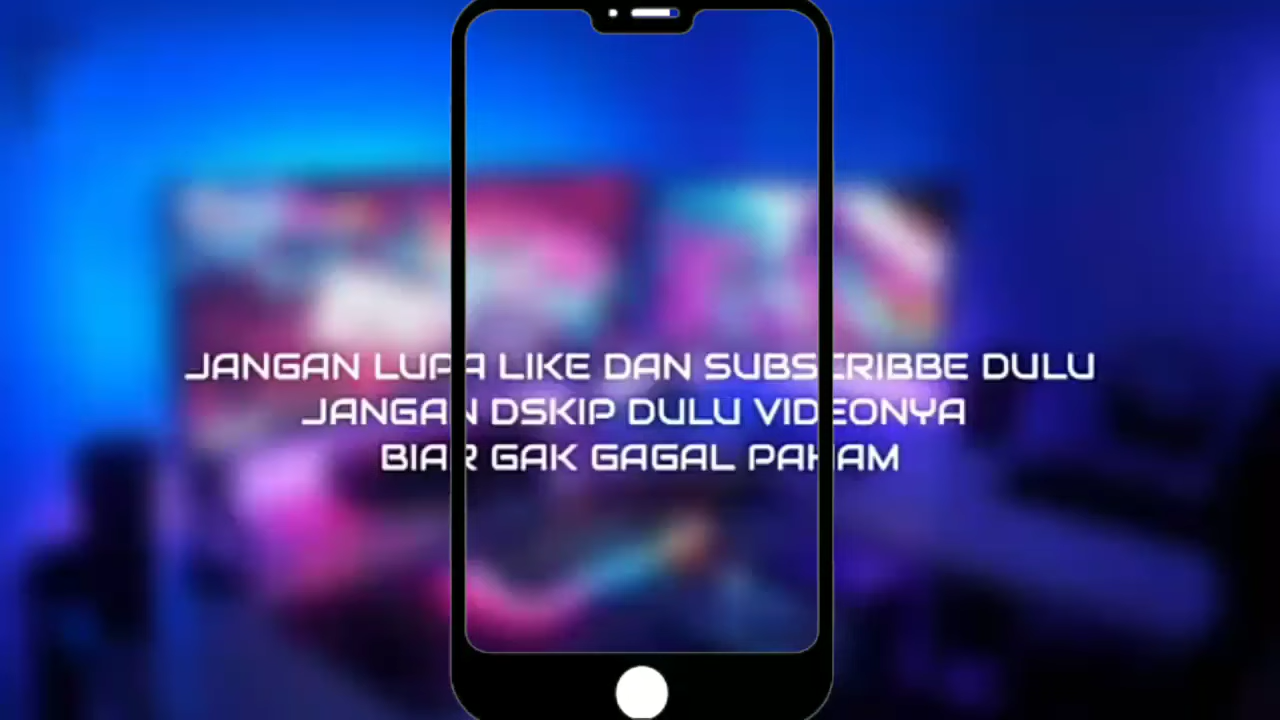 JANGAN LUPA LIKE DAN SUBSCRIBBE DULU
JANGAN DSKIP DULU VIDEONYA
BIAR GAK GAGAL PAHAM